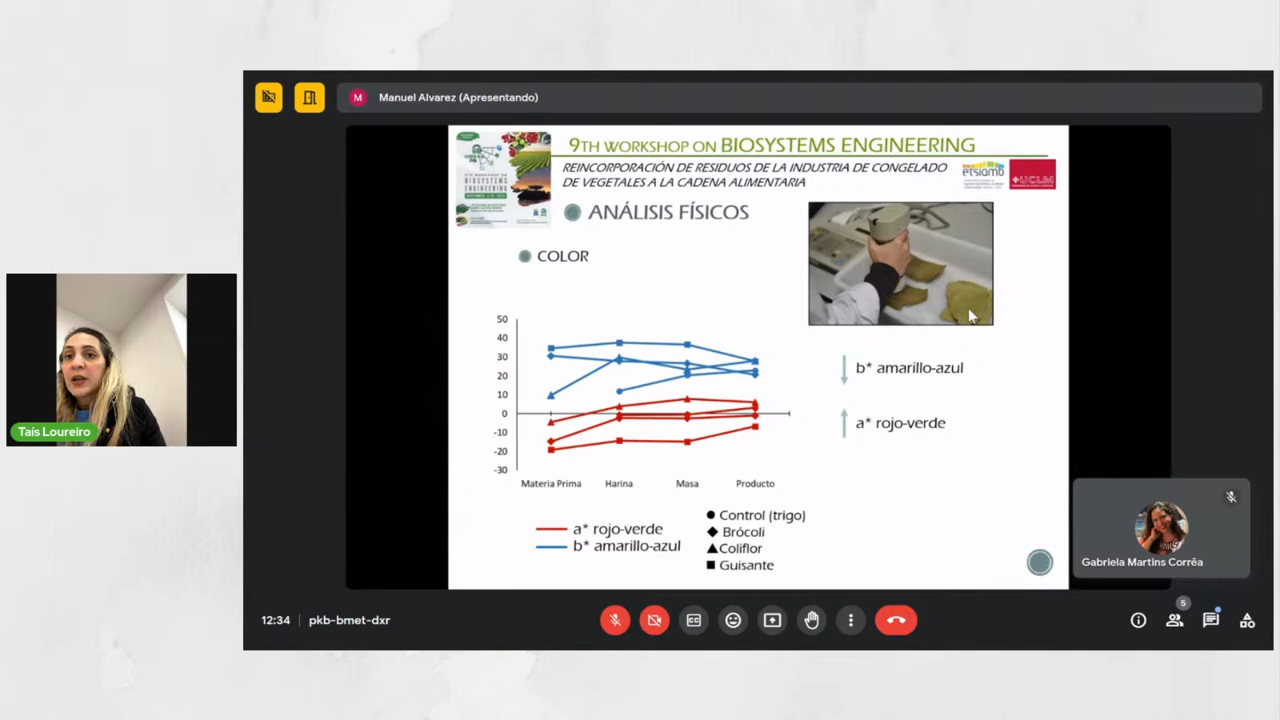 M Manuel Alvarez (Apresentando)
9TH WORKSHOP ON BIOSYSTEMS ENGINEERING
REINCORPORACIÓN DE RESIDUOS DE LA INDUSTRIA DE CONGELADO
DE VEGETALES A LA CADENA ALIMENTARIA
etsiamb
UCLM
BIOSYSTEMS
ENGINEERING
ANÁLISIS FÍSICOS
COLOR
50
40
30
20
10
0
-10
-20
-30
Materia Prima Harina Masa Producto
b* amarillo-azul
a* rojo-verde
a* rojo-verde
b* amarillo-azul
Control (trigo)
Brócoli
Coliflor
Guisante
Taís Loureiro
Gabriela Martins Corrêa
12:34 pkb-bmet-dxr
5